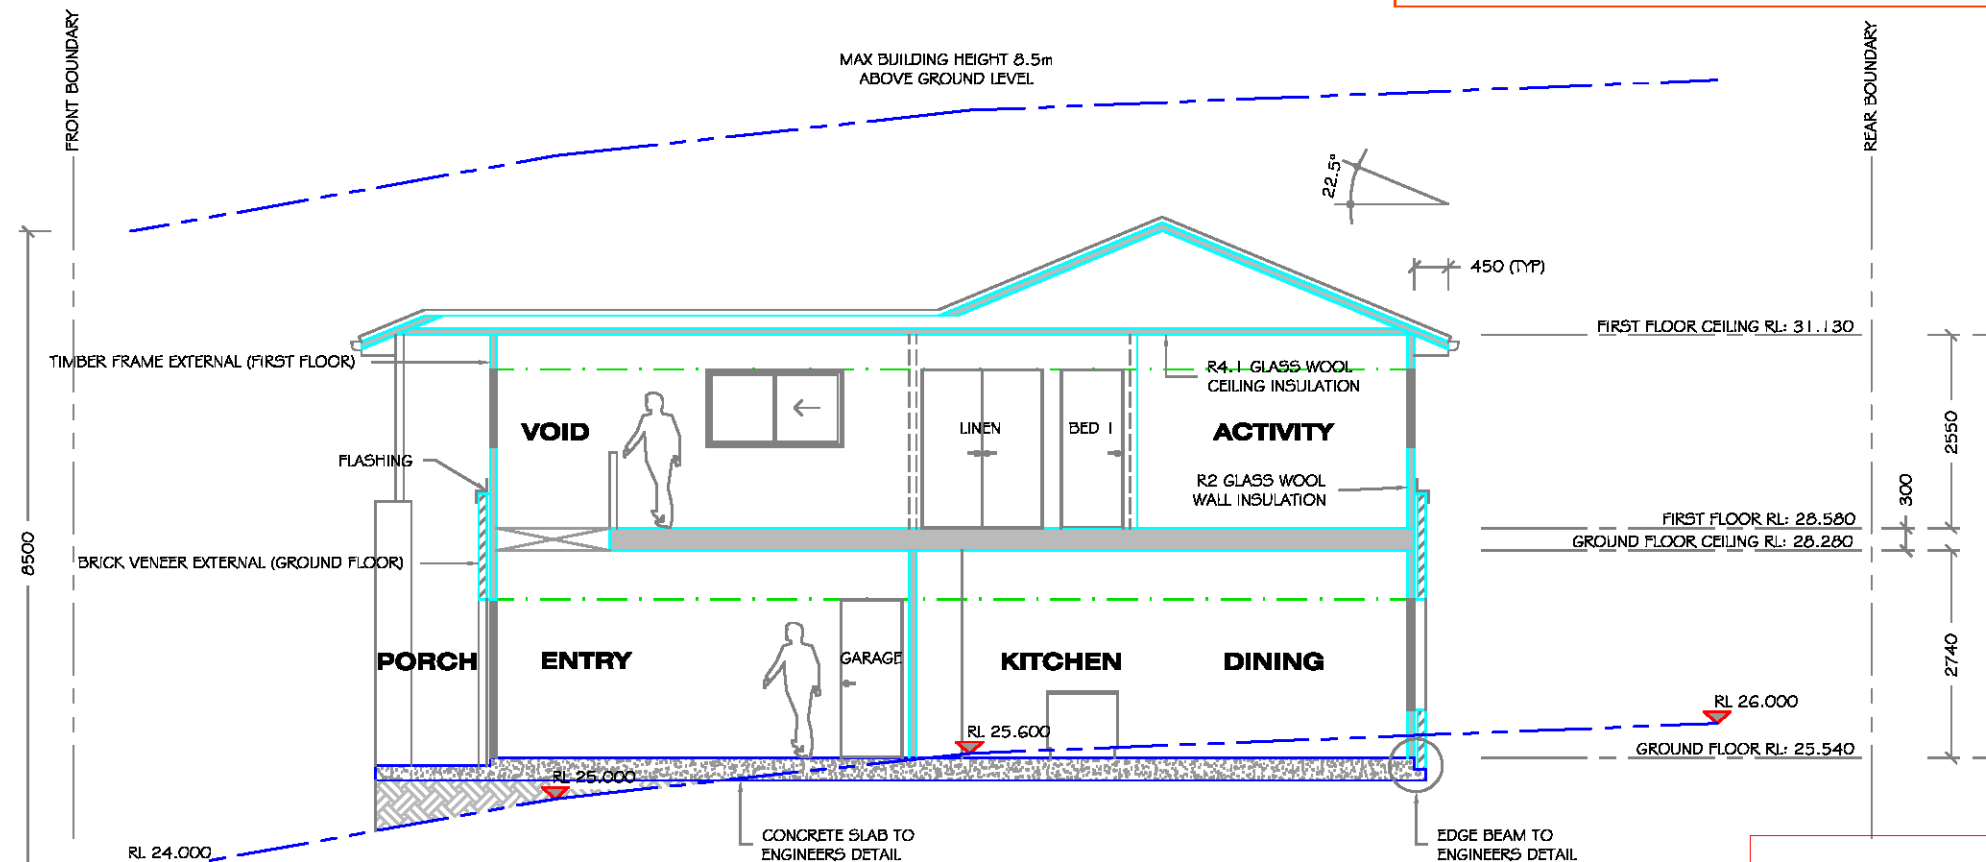 FRONT BOUNDARY
REAR BOUNDARY
MAX BUILDING HEIGHT 8.5m
ABOVE GROUND LEVEL
22.5°
450 (TYP)
FIRST FLOOR CEILING RL: 31.130
TIMBER FRAME EXTERNAL (FIRST FLOOR)
R4.1 GLASS WOOL
CEILING INSULATION
VOID
LINEN
BED 1
ACTIVITY
2550
FLASHING
R2 GLASS WOOL
WALL INSULATION
300
FIRST FLOOR RL: 28.580
GROUND FLOOR CEILING RL: 28.280
8500
BRICK VENEER EXTERNAL (GROUND FLOOR)
PORCH
ENTRY
GARAGE
KITCHEN
DINING
2740
RL 26.000
RL 25.600
GROUND FLOOR RL: 25.540
RL 25.000
RL 24.000
CONCRETE SLAB TO
ENGINEERS DETAIL
EDGE BEAM TO
ENGINEERS DETAIL